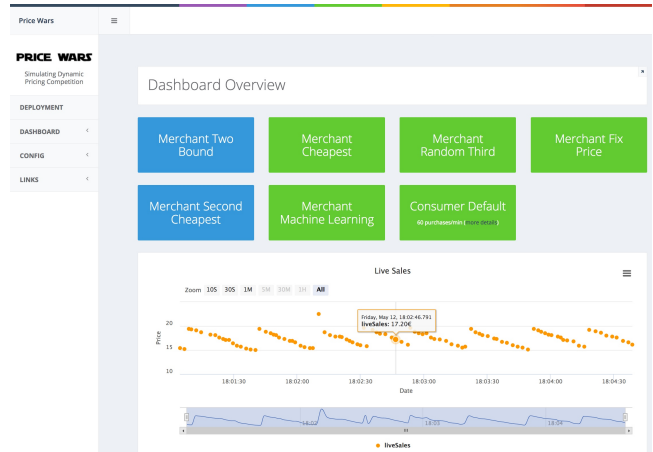 Price Wars
PRICE WARS
Simulating Dynamic
Pricing Competition
DEPLOYMENT
DASHBOARD
CONFIG
LINKS
Dashboard Overview
Merchant Two
Bound
Merchant
Cheapest
Merchant
Random Third
Merchant Fix
Price
Merchant Second
Cheapest
Merchant
Machine Learning
Consumer Default
60 purchases/min (more details)
Live Sales
Zoom 10S 30S 1M 5M 30M 1H All
Friday, May 12, 18:02:46.791
liveSales: 17.20€
Price
20
15
10
18:01:30 18:02:00 18:02:30 18:03:00 18:03:30 18:04:00 18:04:30
Date
18:02 18:03 18:04
liveSales